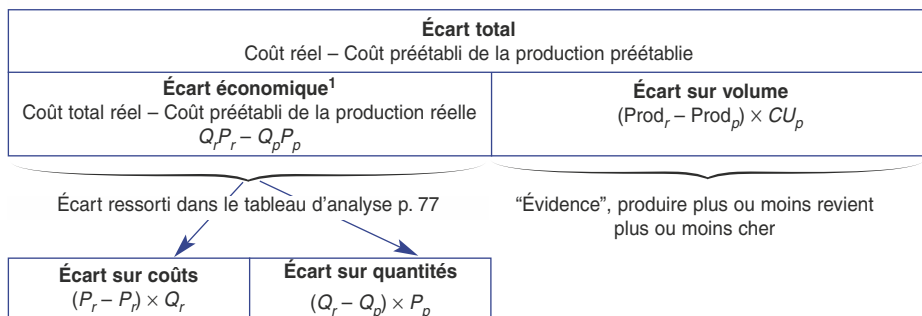 Écart total
Coût réel – Coût préétabli de la production préétablie
Écart économique¹
Coût total réel – Coût préétabli de la production réelle
QᵣPᵣ – QₚPₚ
Écart sur volume
(Prodᵣ – Prodₚ) × CUₚ
Écart ressorti dans le tableau d'analyse p. 77
“Évidence”, produire plus ou moins revient
plus ou moins cher
Écart sur coûts
(Pᵣ – Pᵣ) × Qᵣ
Écart sur quantités
(Qᵣ – Qₚ) × Pₚ